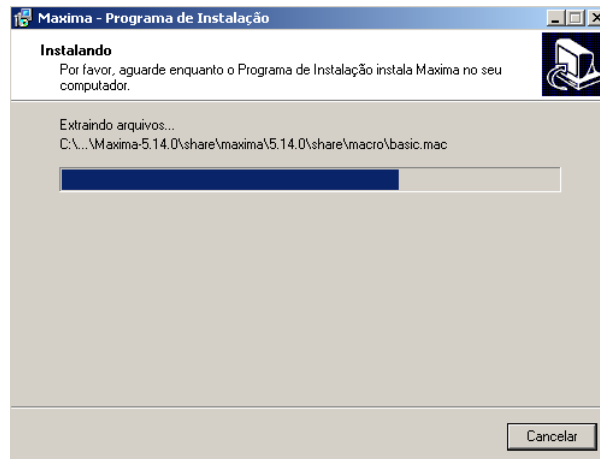 Maxima - Programa de Instalação
Instalando
Por favor, aguarde enquanto o Programa de Instalação instala Maxima no seu
computador.
Extraindo arquivos...
C:\...\Maxima-5.14.0\share\maxima\5.14.0\share\macro\basic.mac
Cancelar